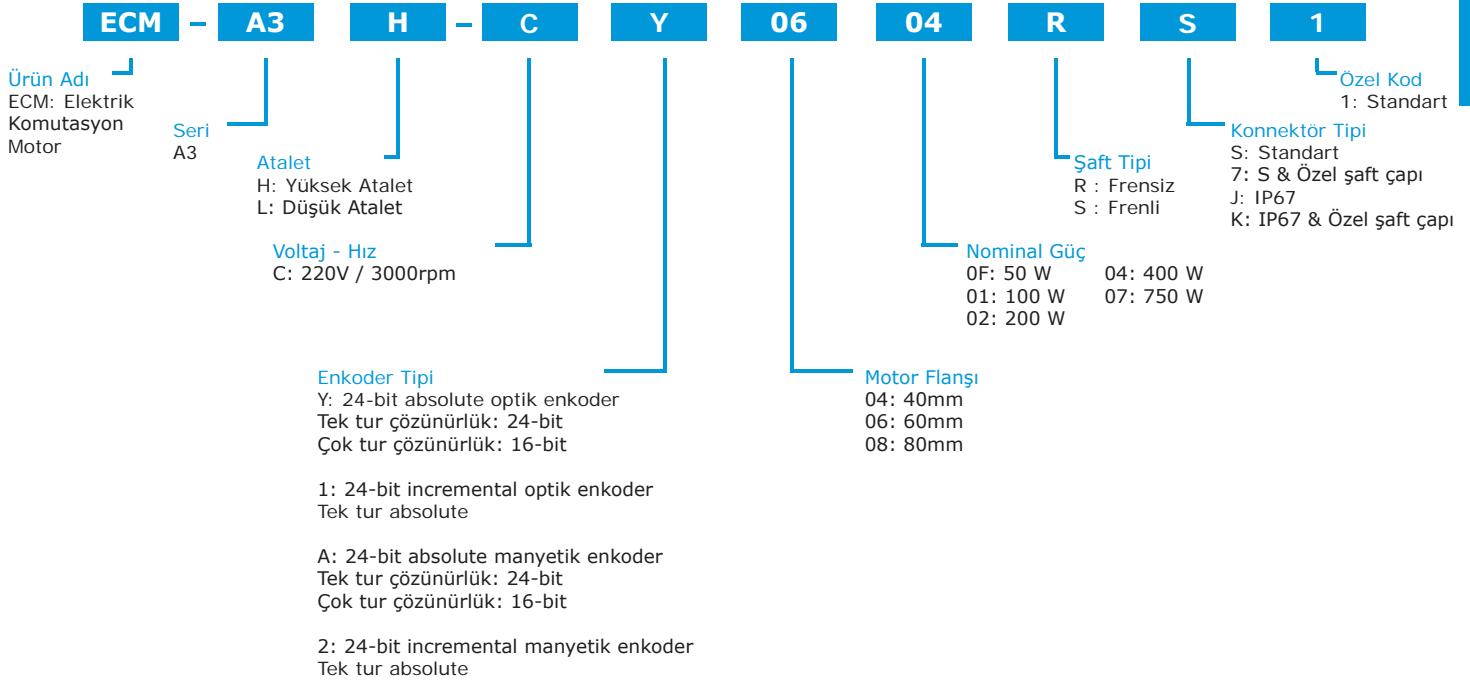 ECM – A3 H – C Y 06 04 R S 1
Ürün Adı
ECM: Elektrik
Komutasyon
Motor
Seri
A3
Atalet
H: Yüksek Atalet
L: Düşük Atalet
Voltaj - Hız
C: 220V / 3000rpm
Enkoder Tipi
Y: 24-bit absolute optik enkoder
Tek tur çözünürlük: 24-bit
Çok tur çözünürlük: 16-bit
1: 24-bit incremental optik enkoder
Tek tur absolute
A: 24-bit absolute manyetik enkoder
Tek tur çözünürlük: 24-bit
Çok tur çözünürlük: 16-bit
2: 24-bit incremental manyetik enkoder
Tek tur absolute
Motor Flanşı
04: 40mm
06: 60mm
08: 80mm
Nominal Güç
0F: 50 W 04: 400 W
01: 100 W 07: 750 W
02: 200 W
Şaft Tipi
R : Frensiz
S : Frenli
Konnektör Tipi
S: Standart
7: S & Özel şaft çapı
J: IP67
K: IP67 & Özel şaft çapı
Özel Kod
1: Standart